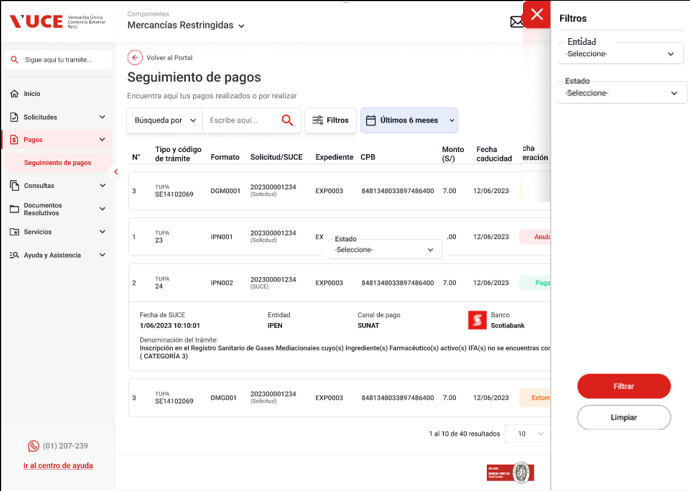 VUCE Ventanilla Única
Comercio Exterior
Perú
Componentes
Mercancías Restringidas
Sigue aquí tu tramite...
Inicio
Solicitudes
Pagos
Seguimiento de pagos
Consultas
Documentos
Resolutivos
Servicios
Ayuda y Asistencia
(01) 207-239
Ir al centro de ayuda
Volver al Portal
Seguimiento de pagos
Encuentra aquí tus pagos realizados o por realizar
Búsqueda por
Escribe aquí...
Filtros
Últimos 6 meses
N° Tipo y código de trámite Formato Solicitud/SUCE Expediente CPB Monto (S/) Fecha caducidad cha eración
3 TUPA SE14102069 DGM0001 202300001234 (Solicitud) EXP0003 8481348033897486400 7.00 12/06/2023
1 TUPA 23 IPN001 202300001234 (Solicitud) EX .00 12/06/2023 Anula
Estado
-Seleccione-
2 TUPA 24 IPN002 202300001234 (SUCE) EXP0003 8481348033897486400 7.00 12/06/2023 Paga
Fecha de SUCE Entidad Canal de pago Banco
1/06/2023 10:10:01 IPEN SUNAT Scotiabank
Denominación del trámite:
Inscripción en el Registro Sanitario de Gases Mediacionales cuyo(s) Ingrediente(s) Farmacéutico(s) activo(s) IFA(s) no se encuentras con
( CATEGORÍA 3)
3 TUPA SE14102069 DMG001 202300001234 (Solicitud) EXP0003 8481348033897486400 7.00 12/06/2023 Extorn
1 al 10 de 40 resultados 10
Filtros
Entidad
-Seleccione-
Estado
-Seleccione-
Filtrar
Limpiar